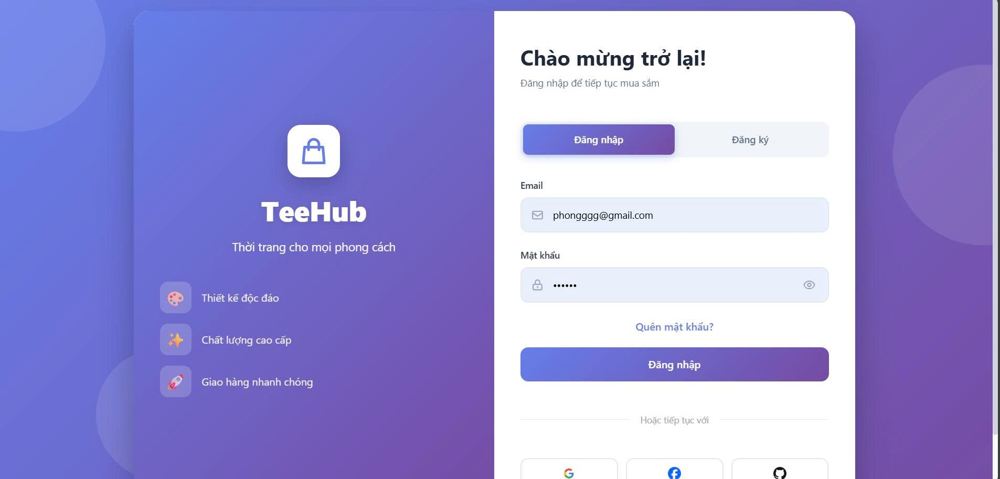 TeeHub
Thời trang cho mọi phong cách
Thiết kế độc đáo
Chất lượng cao cấp
Giao hàng nhanh chóng
Chào mừng trở lại!
Đăng nhập để tiếp tục mua sắm
Đăng nhập
Đăng ký
Email
phongggg@gmail.com
Mật khẩu
••••••
Quên mật khẩu?
Đăng nhập
Hoặc tiếp tục với